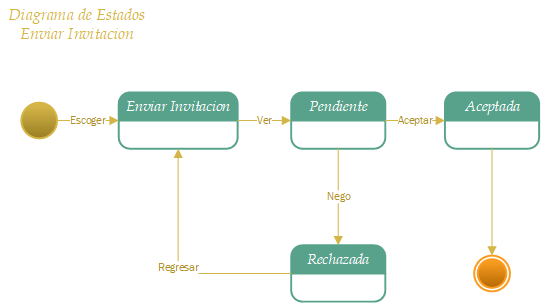 Diagrama de Estados
Enviar Invitacion
Escoger
Enviar Invitacion
Ver
Pendiente
Aceptar
Aceptada
Nego
Regresar
Rechazada